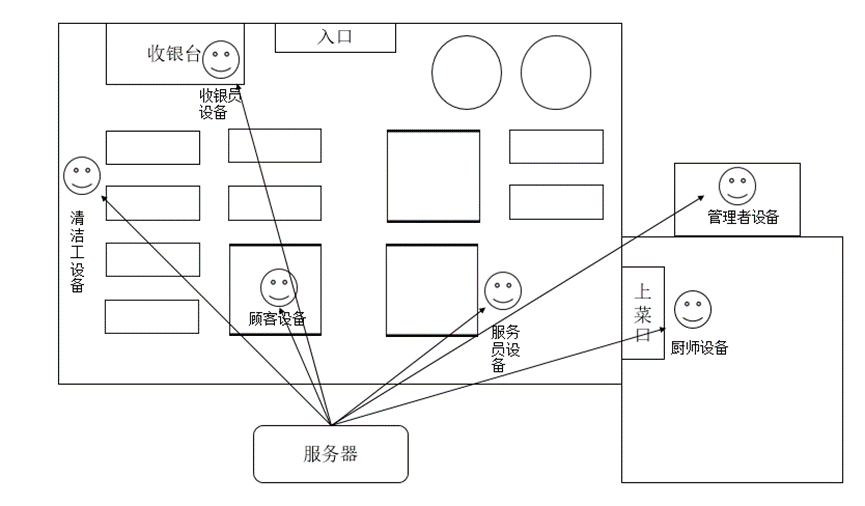 收银台
入口
收银员
设备
清
洁
工
设
备
管理者设备
上
菜
口
顾客设备
服务
员设
备
厨师设备
服务器